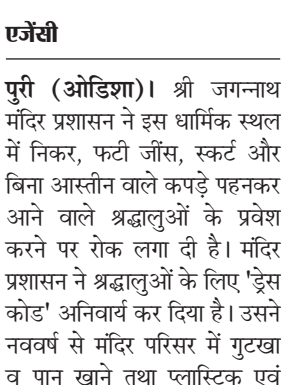 एजेंसी
पुरी (ओडिशा)। श्री जगन्नाथ
मंदिर प्रशासन ने इस धार्मिक स्थल
में निकर, फटी जींस, स्कर्ट और
बिना आस्तीन वाले कपड़े पहनकर
आने वाले श्रद्धालुओं के प्रवेश
करने पर रोक लगा दी है। मंदिर
प्रशासन ने श्रद्धालुओं के लिए 'ड्रेस
कोड' अनिवार्य कर दिया है। उसने
नववर्ष से मंदिर परिसर में गुटखा
व पान खाने तथा प्लास्टिक एवं